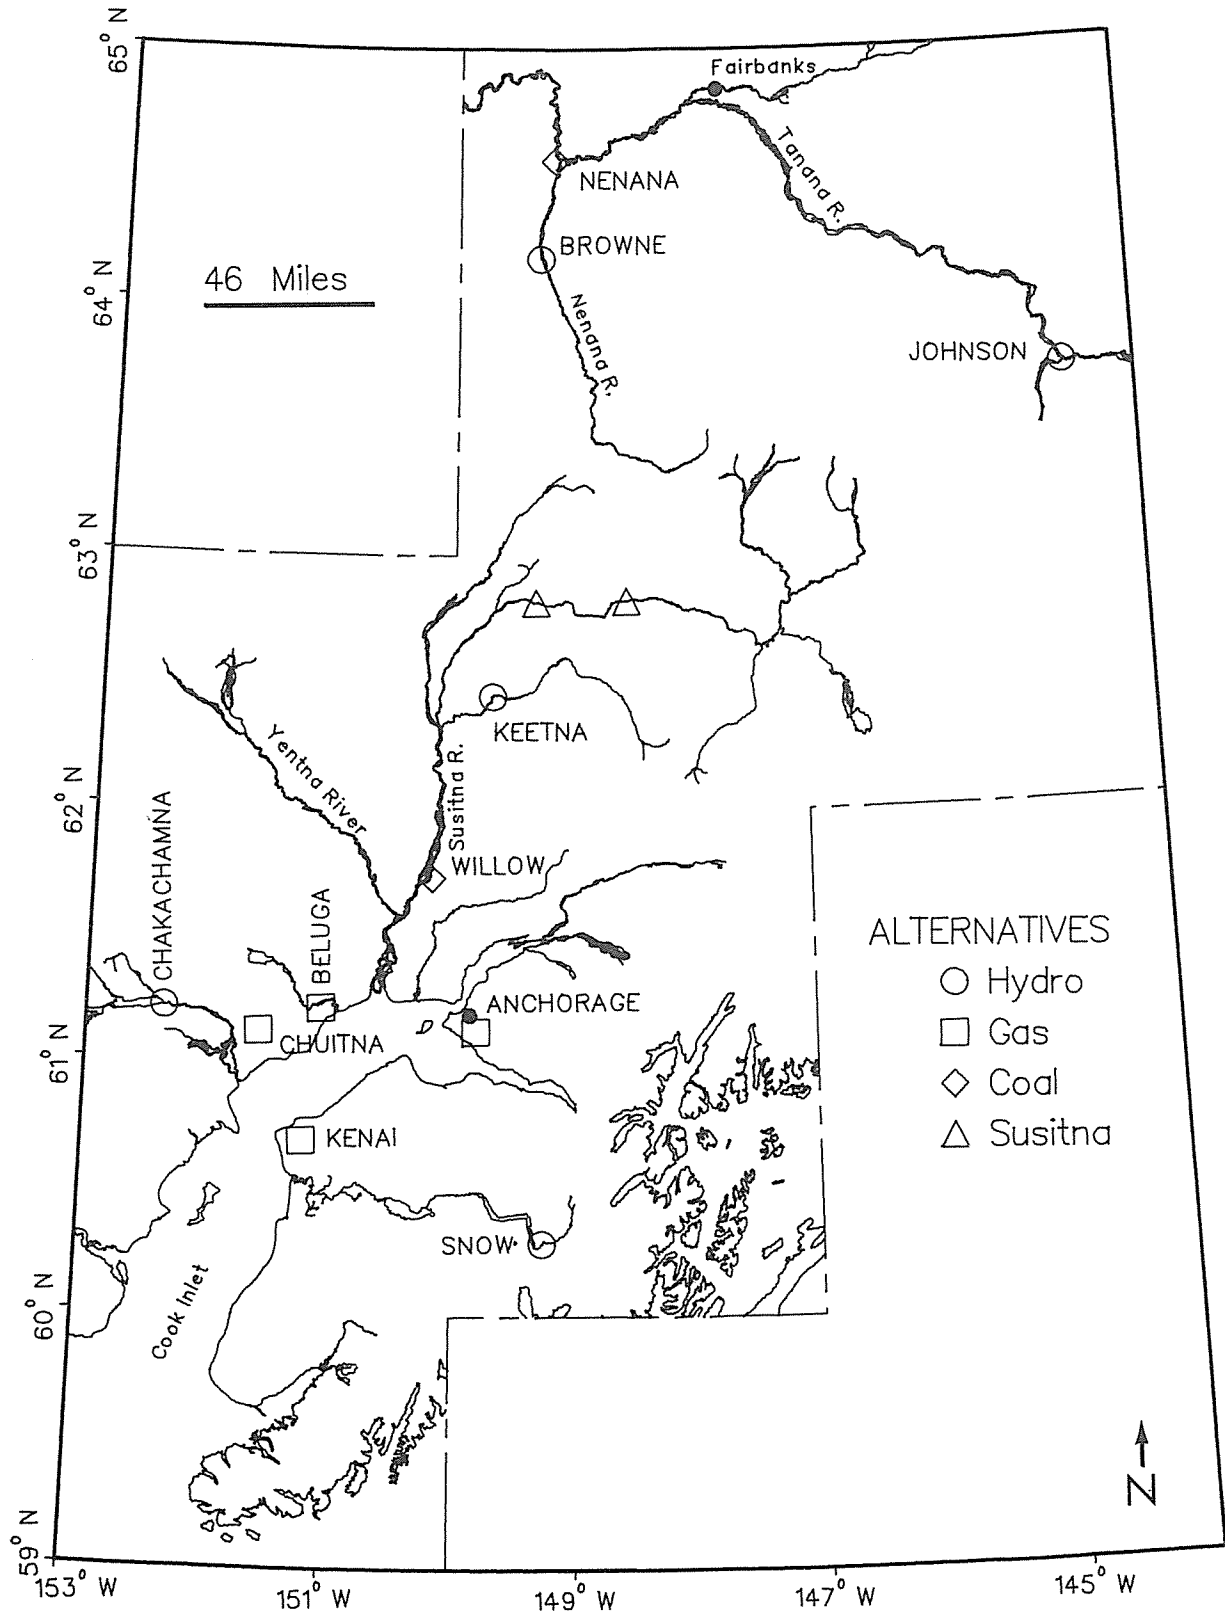 65° N
Fairbanks
Tanana R.
NENANA
BROWNE
64° N
46 Miles
Nenana R.
JOHNSON
63° N
KEETNA
Yentna River
Susitna R.
62° N
WILLOW
CHAKACHAMNA
BELUGA
ALTERNATIVES
Hydro
ANCHORAGE
Gas
CHUITNA
61° N
Coal
KENAI
Susitna
SNOW
Cook Inlet
60° N
N
59° N
153° W
151° W
149° W
147° W
145° W